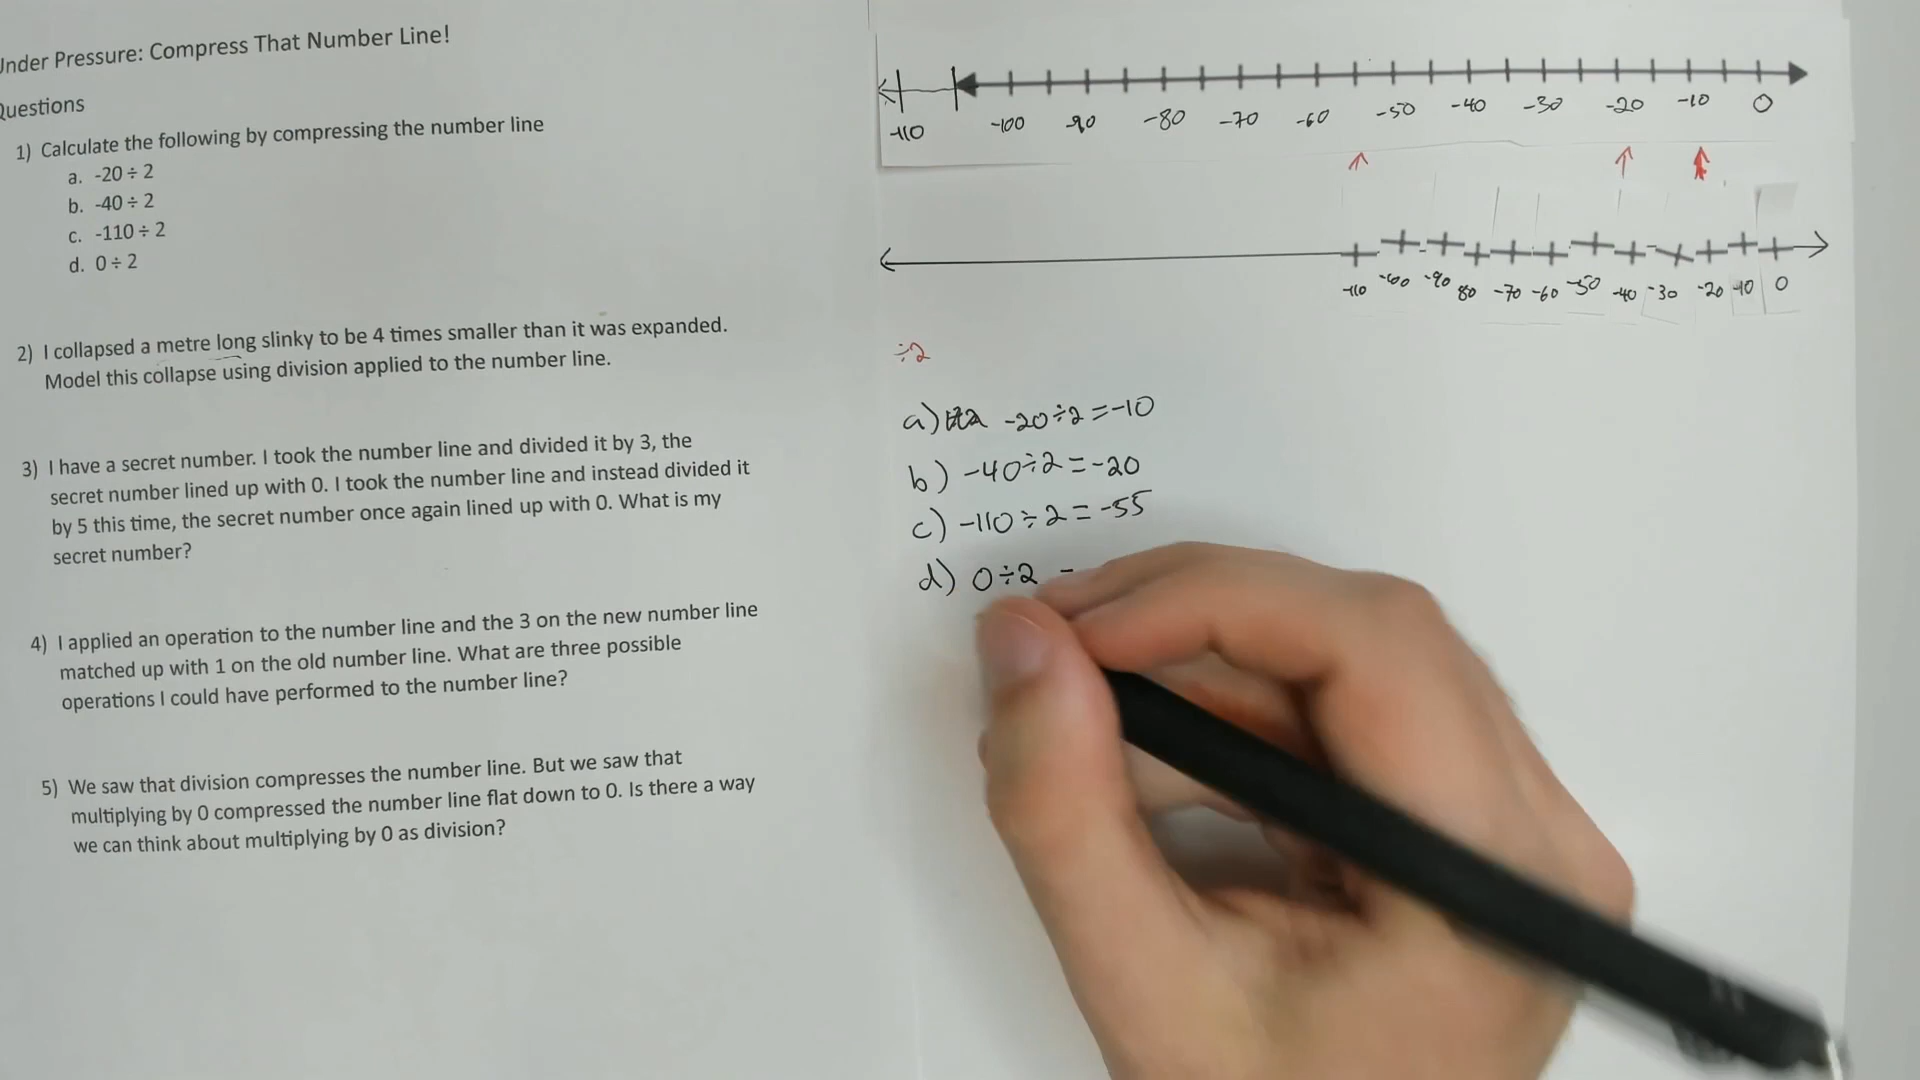 Under Pressure: Compress That Number Line!
Questions
1) Calculate the following by compressing the number line
a. -20 ÷ 2
b. -40 ÷ 2
c. -110 ÷ 2
d. 0 ÷ 2
2) I collapsed a metre long slinky to be 4 times smaller than it was expanded.
Model this collapse using division applied to the number line.
3) I have a secret number. I took the number line and divided it by 3, the
secret number lined up with 0. I took the number line and instead divided it
by 5 this time, the secret number once again lined up with 0. What is my
secret number?
4) I applied an operation to the number line and the 3 on the new number line
matched up with 1 on the old number line. What are three possible
operations I could have performed to the number line?
5) We saw that division compresses the number line. But we saw that
multiplying by 0 compressed the number line flat down to 0. Is there a way
we can think about multiplying by 0 as division?
-110 -100 -90 -80 -70 -60 -50 -40 -30 -20 -10 0
-110 -100 -90 80 -70 -60 -50 -40 -30 -20 -10 0
÷2
a) -20÷2=-10
b) -40÷2=-20
c) -110÷2=-55
d) 0÷2 =